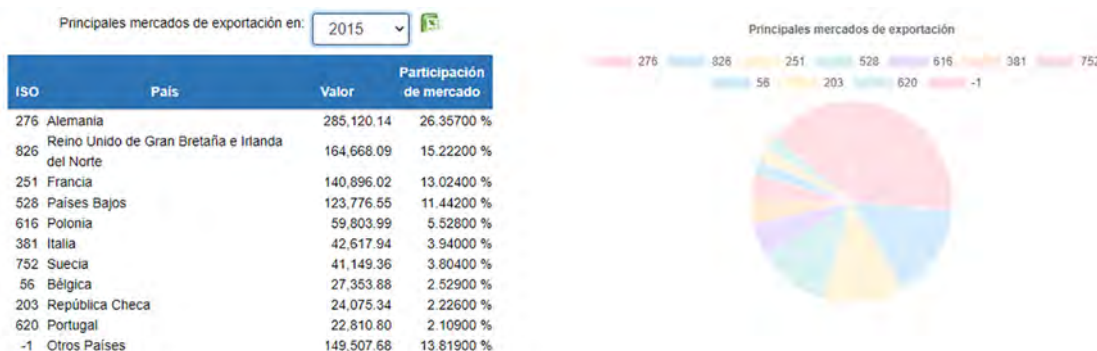 Principales mercados de exportación en: 2015
ISO País Valor Participación de mercado
276 Alemania 285,120.14 26.35700 %
826 Reino Unido de Gran Bretaña e Irlanda del Norte 164,668.09 15.22200 %
251 Francia 140,896.02 13.02400 %
528 Países Bajos 123,776.55 11.44200 %
616 Polonia 59,803.99 5.52800 %
381 Italia 42,617.94 3.94000 %
752 Suecia 41,149.36 3.80400 %
56 Bélgica 27,353.88 2.52900 %
203 República Checa 24,075.34 2.22600 %
620 Portugal 22,810.80 2.10900 %
-1 Otros Países 149,507.68 13.81900 %
Principales mercados de exportación
276 826 251 528 616 381 752
56 203 620 -1